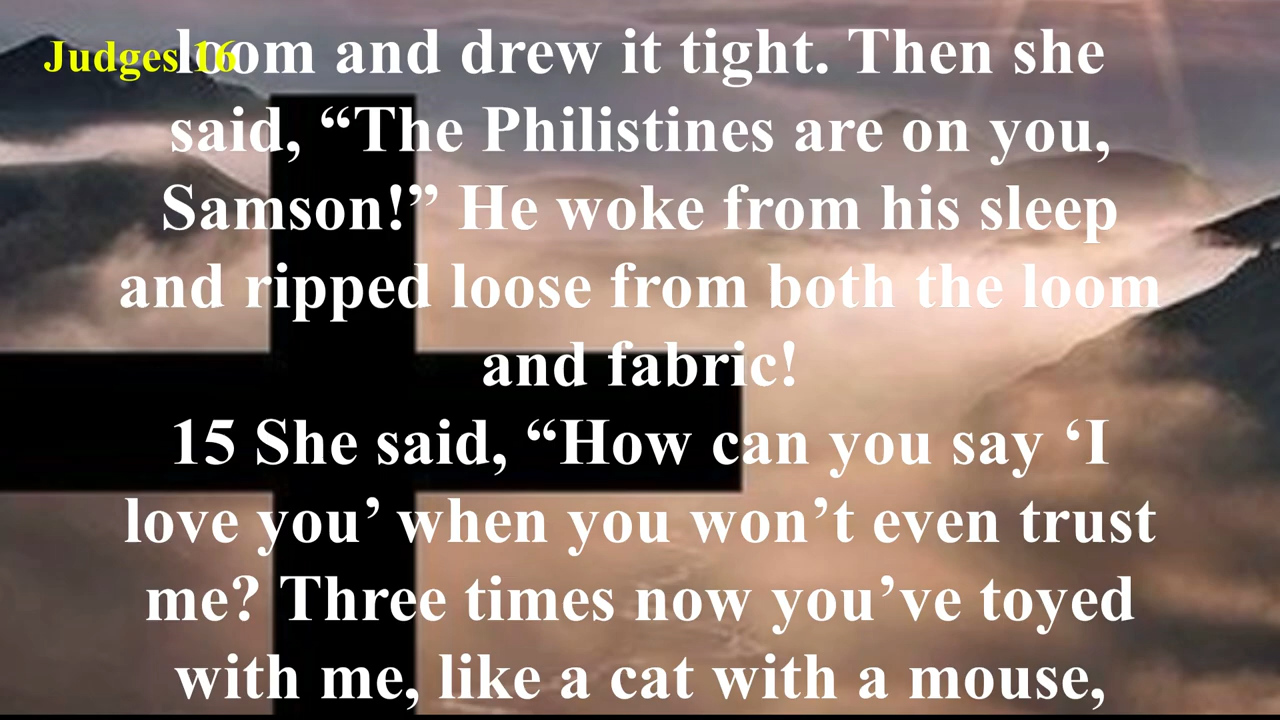 Judges 16
loom and drew it tight. Then she
said, “The Philistines are on you,
Samson!” He woke from his sleep
and ripped loose from both the loom
and fabric!
15 She said, “How can you say ‘I
love you’ when you won’t even trust
me? Three times now you’ve toyed
with me, like a cat with a mouse,